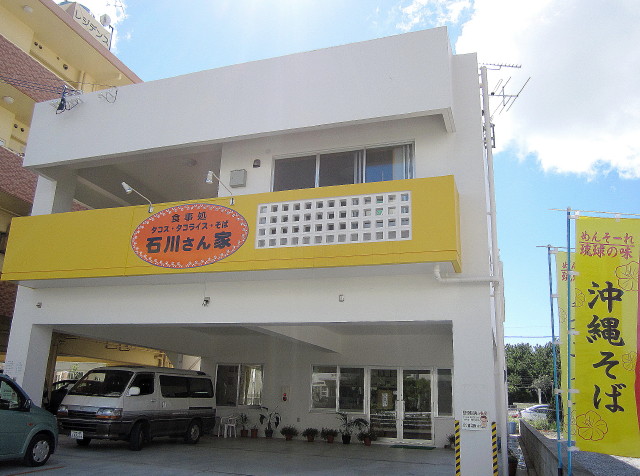 レジデンス
食事処
タコス・タコライス・そば
石川さん家
めんそーれ
琉球の味
沖縄そば